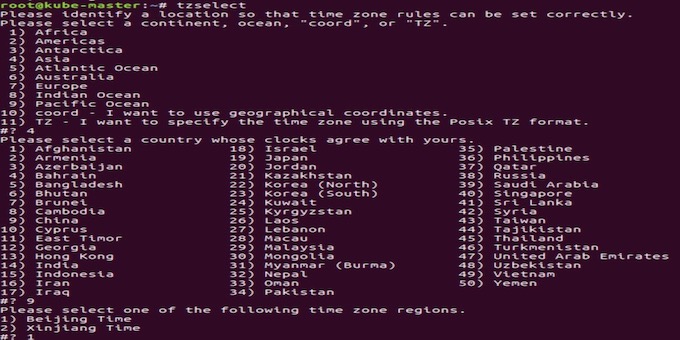 root@kube-master:~# tzselect
Please identify a location so that time zone rules can be set correctly.
Please select a continent, ocean, "coord", or "TZ".
 1) Africa
 2) Americas
 3) Antarctica
 4) Asia
 5) Atlantic Ocean
 6) Australia
 7) Europe
 8) Indian Ocean
 9) Pacific Ocean
10) coord - I want to use geographical coordinates.
11) TZ - I want to specify the time zone using the Posix TZ format.
#? 4
Please select a country whose clocks agree with yours.
 1) Afghanistan 18) Israel 35) Palestine
 2) Armenia 19) Japan 36) Philippines
 3) Azerbaijan 20) Jordan 37) Qatar
 4) Bahrain 21) Kazakhstan 38) Russia
 5) Bangladesh 22) Korea (North) 39) Saudi Arabia
 6) Bhutan 23) Korea (South) 40) Singapore
 7) Brunei 24) Kuwait 41) Sri Lanka
 8) Cambodia 25) Kyrgyzstan 42) Syria
 9) China 26) Laos 43) Taiwan
10) Cyprus 27) Lebanon 44) Tajikistan
11) East Timor 28) Macau 45) Thailand
12) Georgia 29) Malaysia 46) Turkmenistan
13) Hong Kong 30) Mongolia 47) United Arab Emirates
14) India 31) Myanmar (Burma) 48) Uzbekistan
15) Indonesia 32) Nepal 49) Vietnam
16) Iran 33) Oman 50) Yemen
17) Iraq 34) Pakistan
#? 9
Please select one of the following time zone regions.
1) Beijing Time
2) Xinjiang Time
#? 1